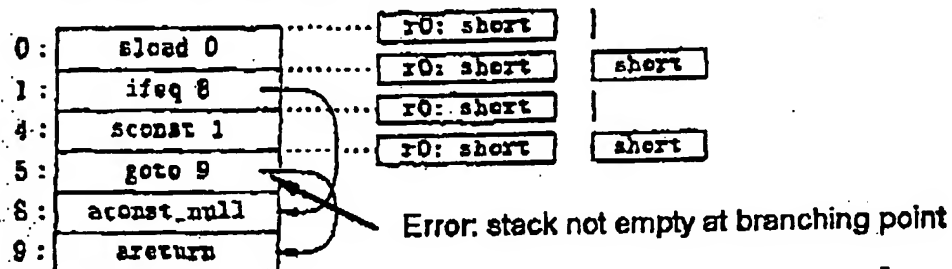 r0: short
0: sload 0
r0: short short
1: ifeq 8
r0: short
4: sconst 1
r0: short short
5: goto 9
8: aconst_null
Error: stack not empty at branching point
9: areturn